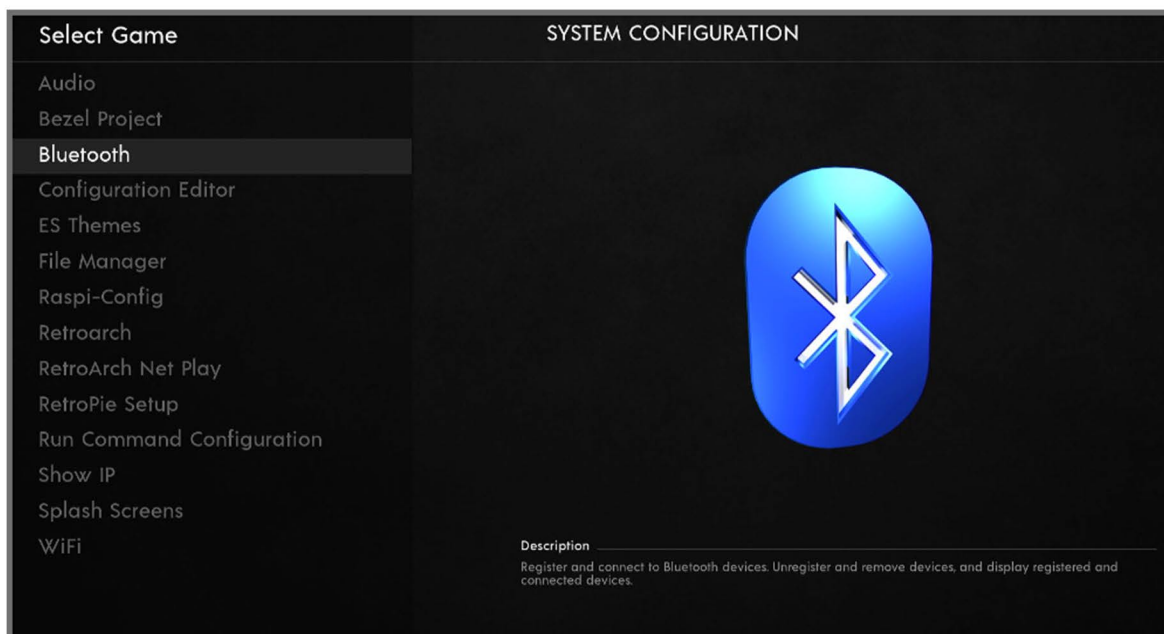 Select Game
SYSTEM CONFIGURATION
Audio
Bezel Project
Bluetooth
Configuration Editor
ES Themes
File Manager
Raspi-Config
Retroarch
RetroArch Net Play
RetroPie Setup
Run Command Configuration
Show IP
Splash Screens
WiFi
Description
Register and connect to Bluetooth devices. Unregister and remove devices, and display registered and
connected devices.